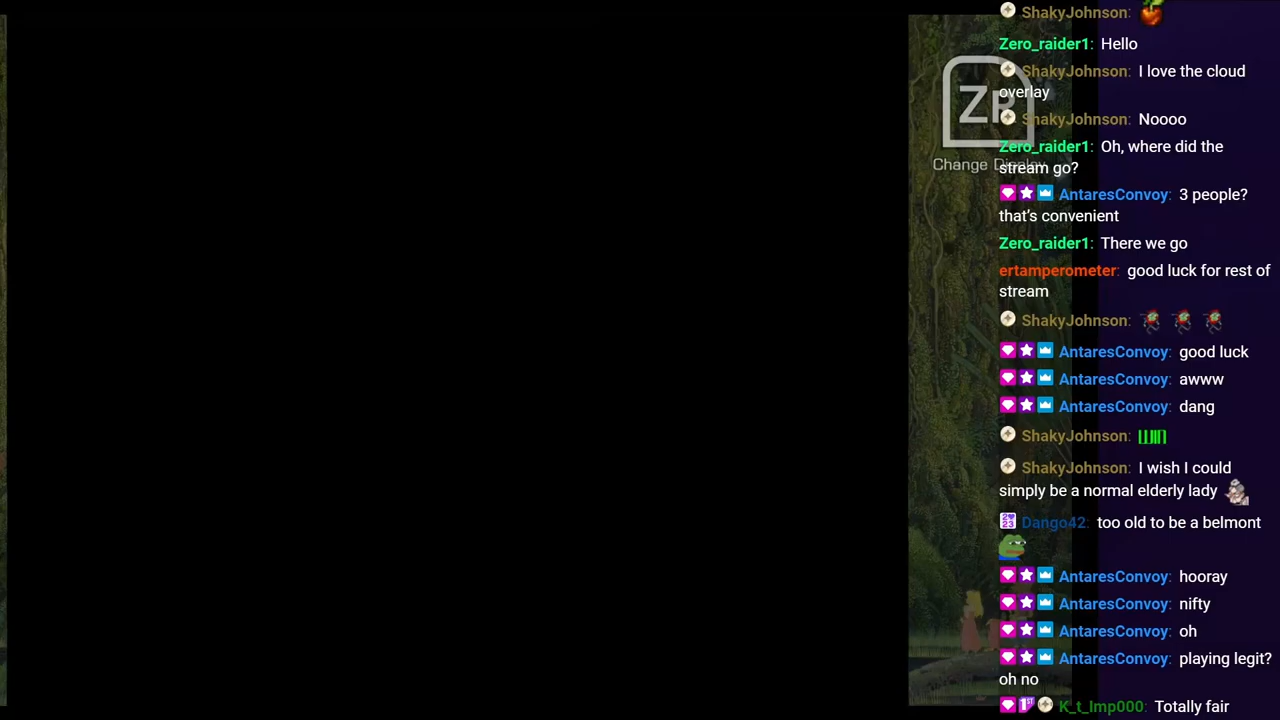 ShakyJohnson:
Zero_raider1: Hello
ShakyJohnson: I love the cloud
overlay
ZR
ShakyJohnson: Noooo
Zero_raider1: Oh, where did the
stream go?
Change Display
AntaresConvoy: 3 people?
that's convenient
Zero_raider1: There we go
ertamperometer: good luck for rest of
stream
ShakyJohnson:
AntaresConvoy: good luck
AntaresConvoy: awww
AntaresConvoy: dang
ShakyJohnson:
ShakyJohnson: I wish I could
simply be a normal elderly lady
Dango42: too old to be a belmont
AntaresConvoy: hooray
AntaresConvoy: nifty
AntaresConvoy: oh
AntaresConvoy: playing legit?
oh no
K_t_Imp000: Totally fair